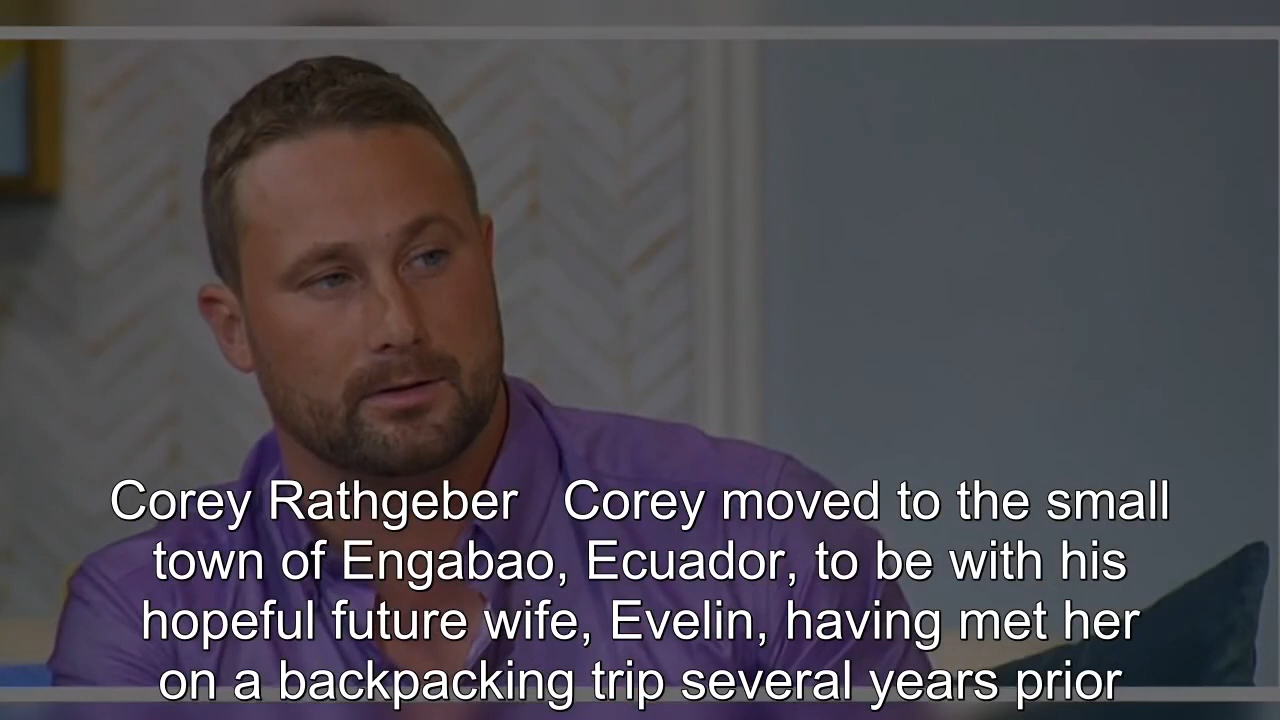 Corey Rathgeber   Corey moved to the small
town of Engabao, Ecuador, to be with his
hopeful future wife, Evelin, having met her
on a backpacking trip several years prior